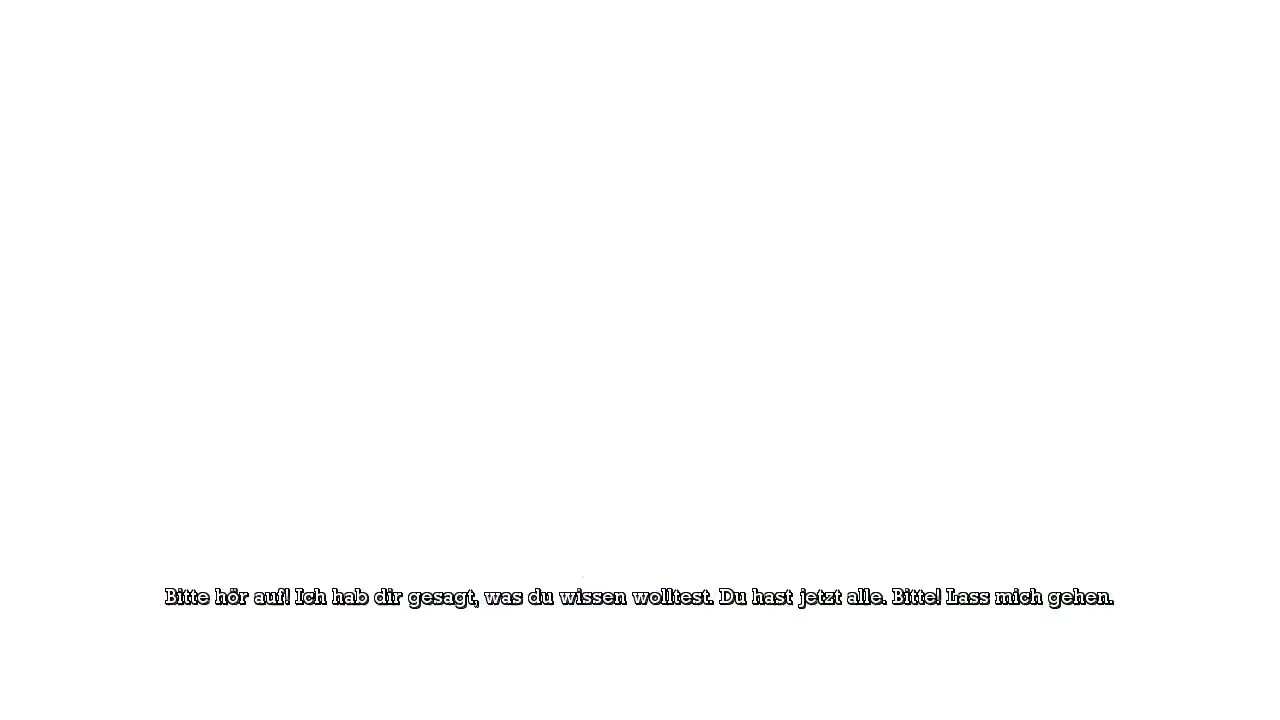 Bitte hör auf! Ich hab dir gesagt, was du wissen wolltest. Du hast jetzt alle. Bitte! Lass mich gehen.